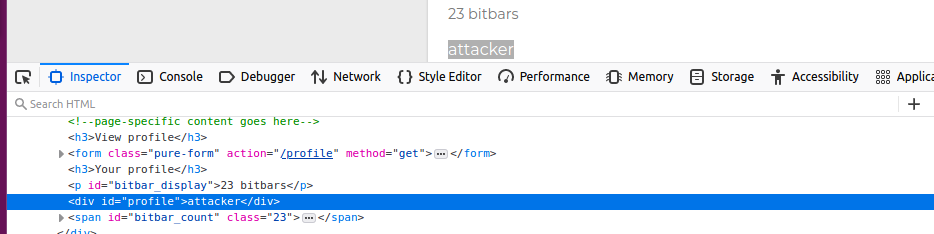 23 bitbars
attacker
Inspector Console Debugger Network Style Editor Performance Memory Storage Accessibility Applica
Search HTML
<!--page-specific content goes here-->
<h3>View profile</h3>
<form class="pure-form" action="/profile" method="get"> </form>
<h3>Your profile</h3>
<p id="bitbar_display">23 bitbars</p>
<div id="profile">attacker</div>
<span id="bitbar_count" class="23"> </span>
</div>